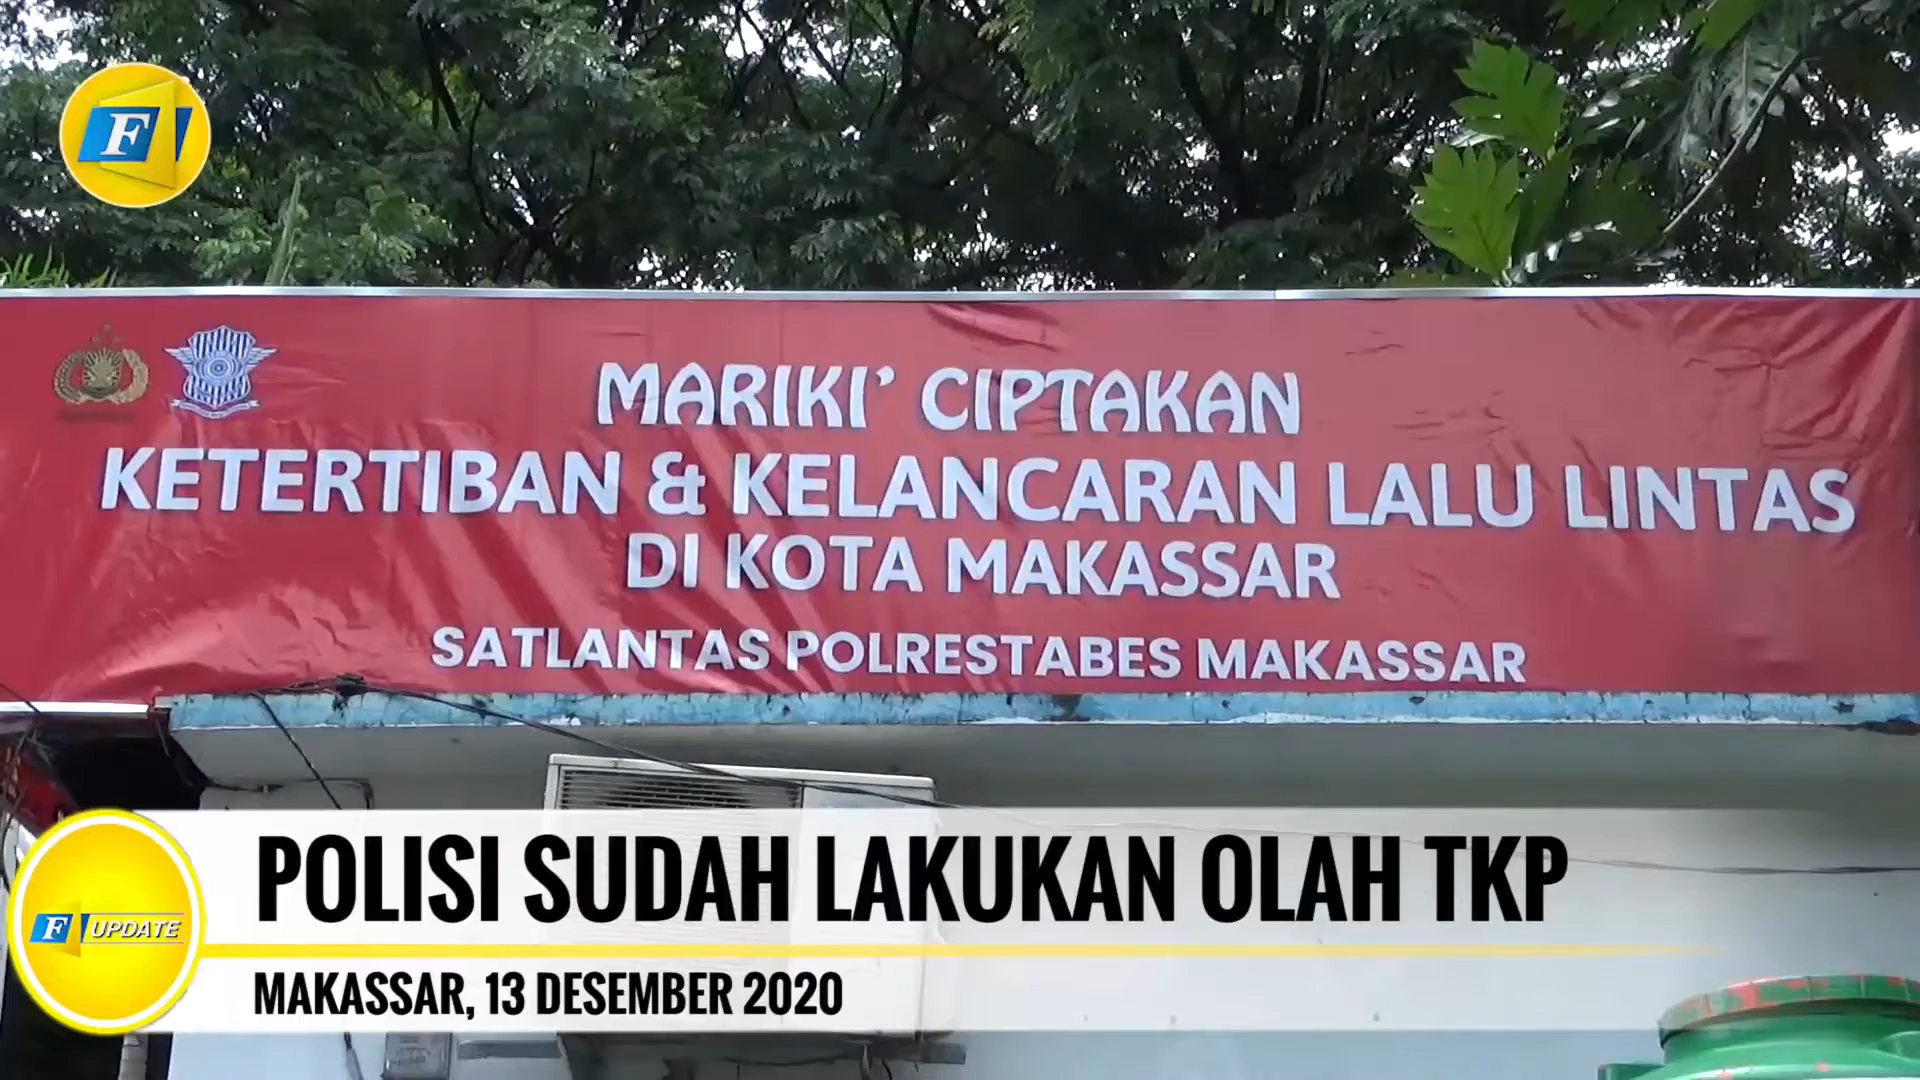 F
MARIKI' CIPTAKAN
KETERTIBAN & KELANCARAN LALU LINTAS
DI KOTA MAKASSAR
SATLANTAS POLRESTABES MAKASSAR
POLISI SUDAH LAKUKAN OLAH TKP
F UPDATE
MAKASSAR, 13 DESEMBER 2020